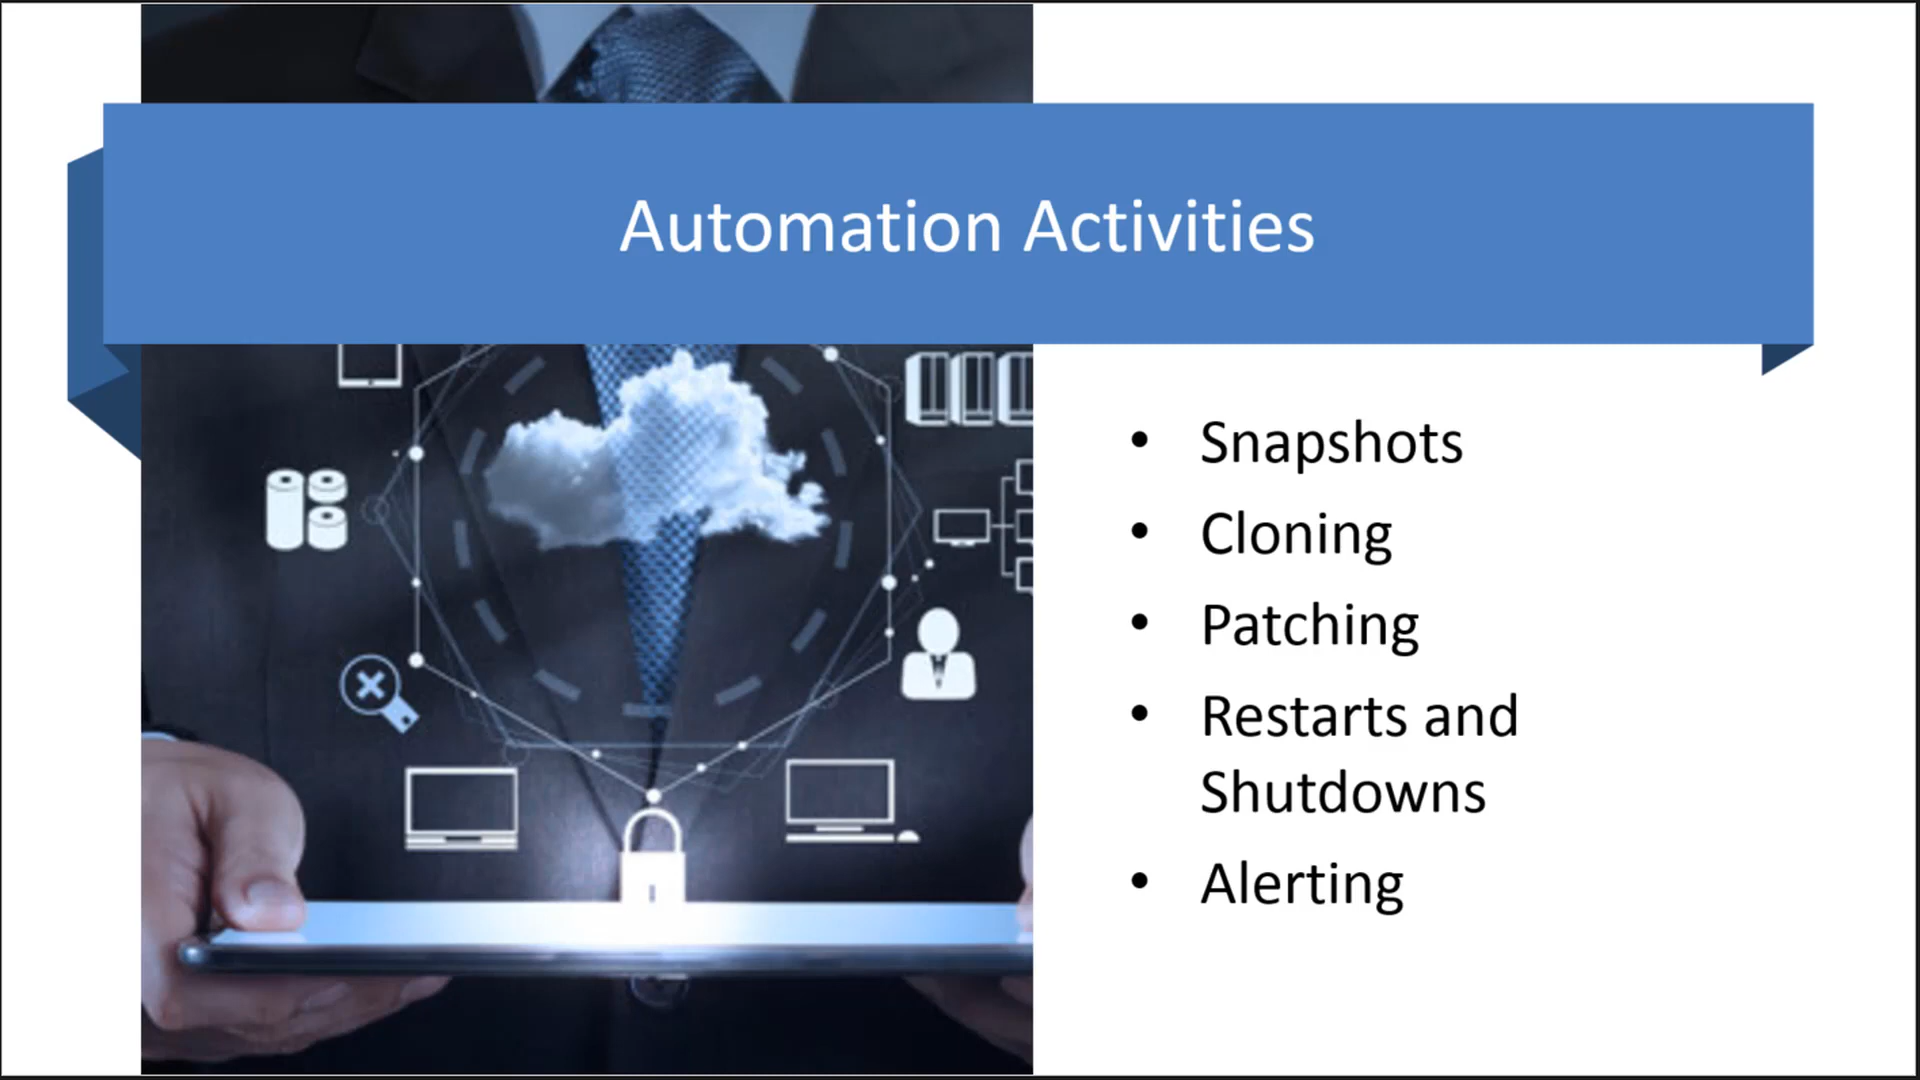 Automation Activities
• Snapshots
• Cloning
• Patching
• Restarts and
Shutdowns
• Alerting